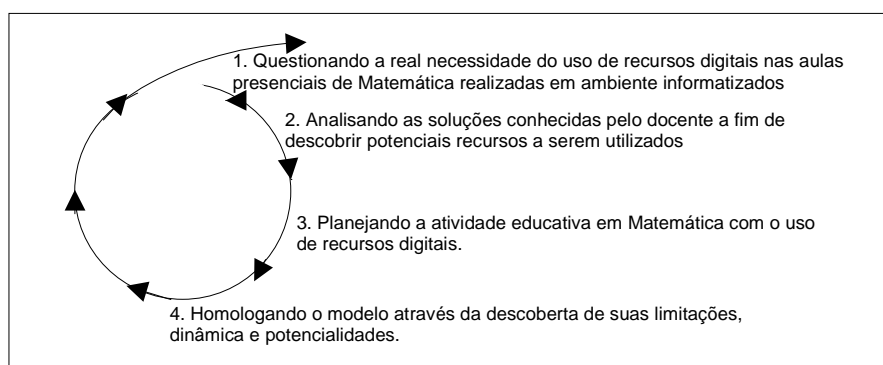 1. Questionando a real necessidade do uso de recursos digitais nas aulas
presenciais de Matemática realizadas em ambiente informatizados
2. Analisando as soluções conhecidas pelo docente a fim de
descobrir potenciais recursos a serem utilizados
3. Planejando a atividade educativa em Matemática com o uso
de recursos digitais.
4. Homologando o modelo através da descoberta de suas limitações,
dinâmica e potencialidades.